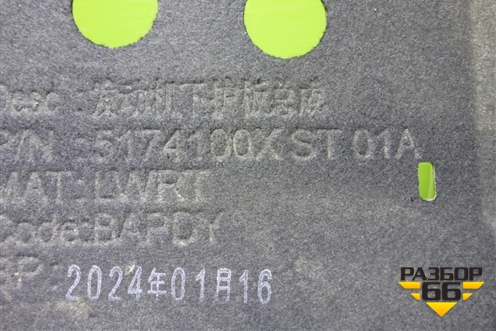 Desc :发动机下护板总成
P/N :5174100XST01A
MAT:LWRT
Code:BAPDY
2024年01月16
РАЗБОР
66